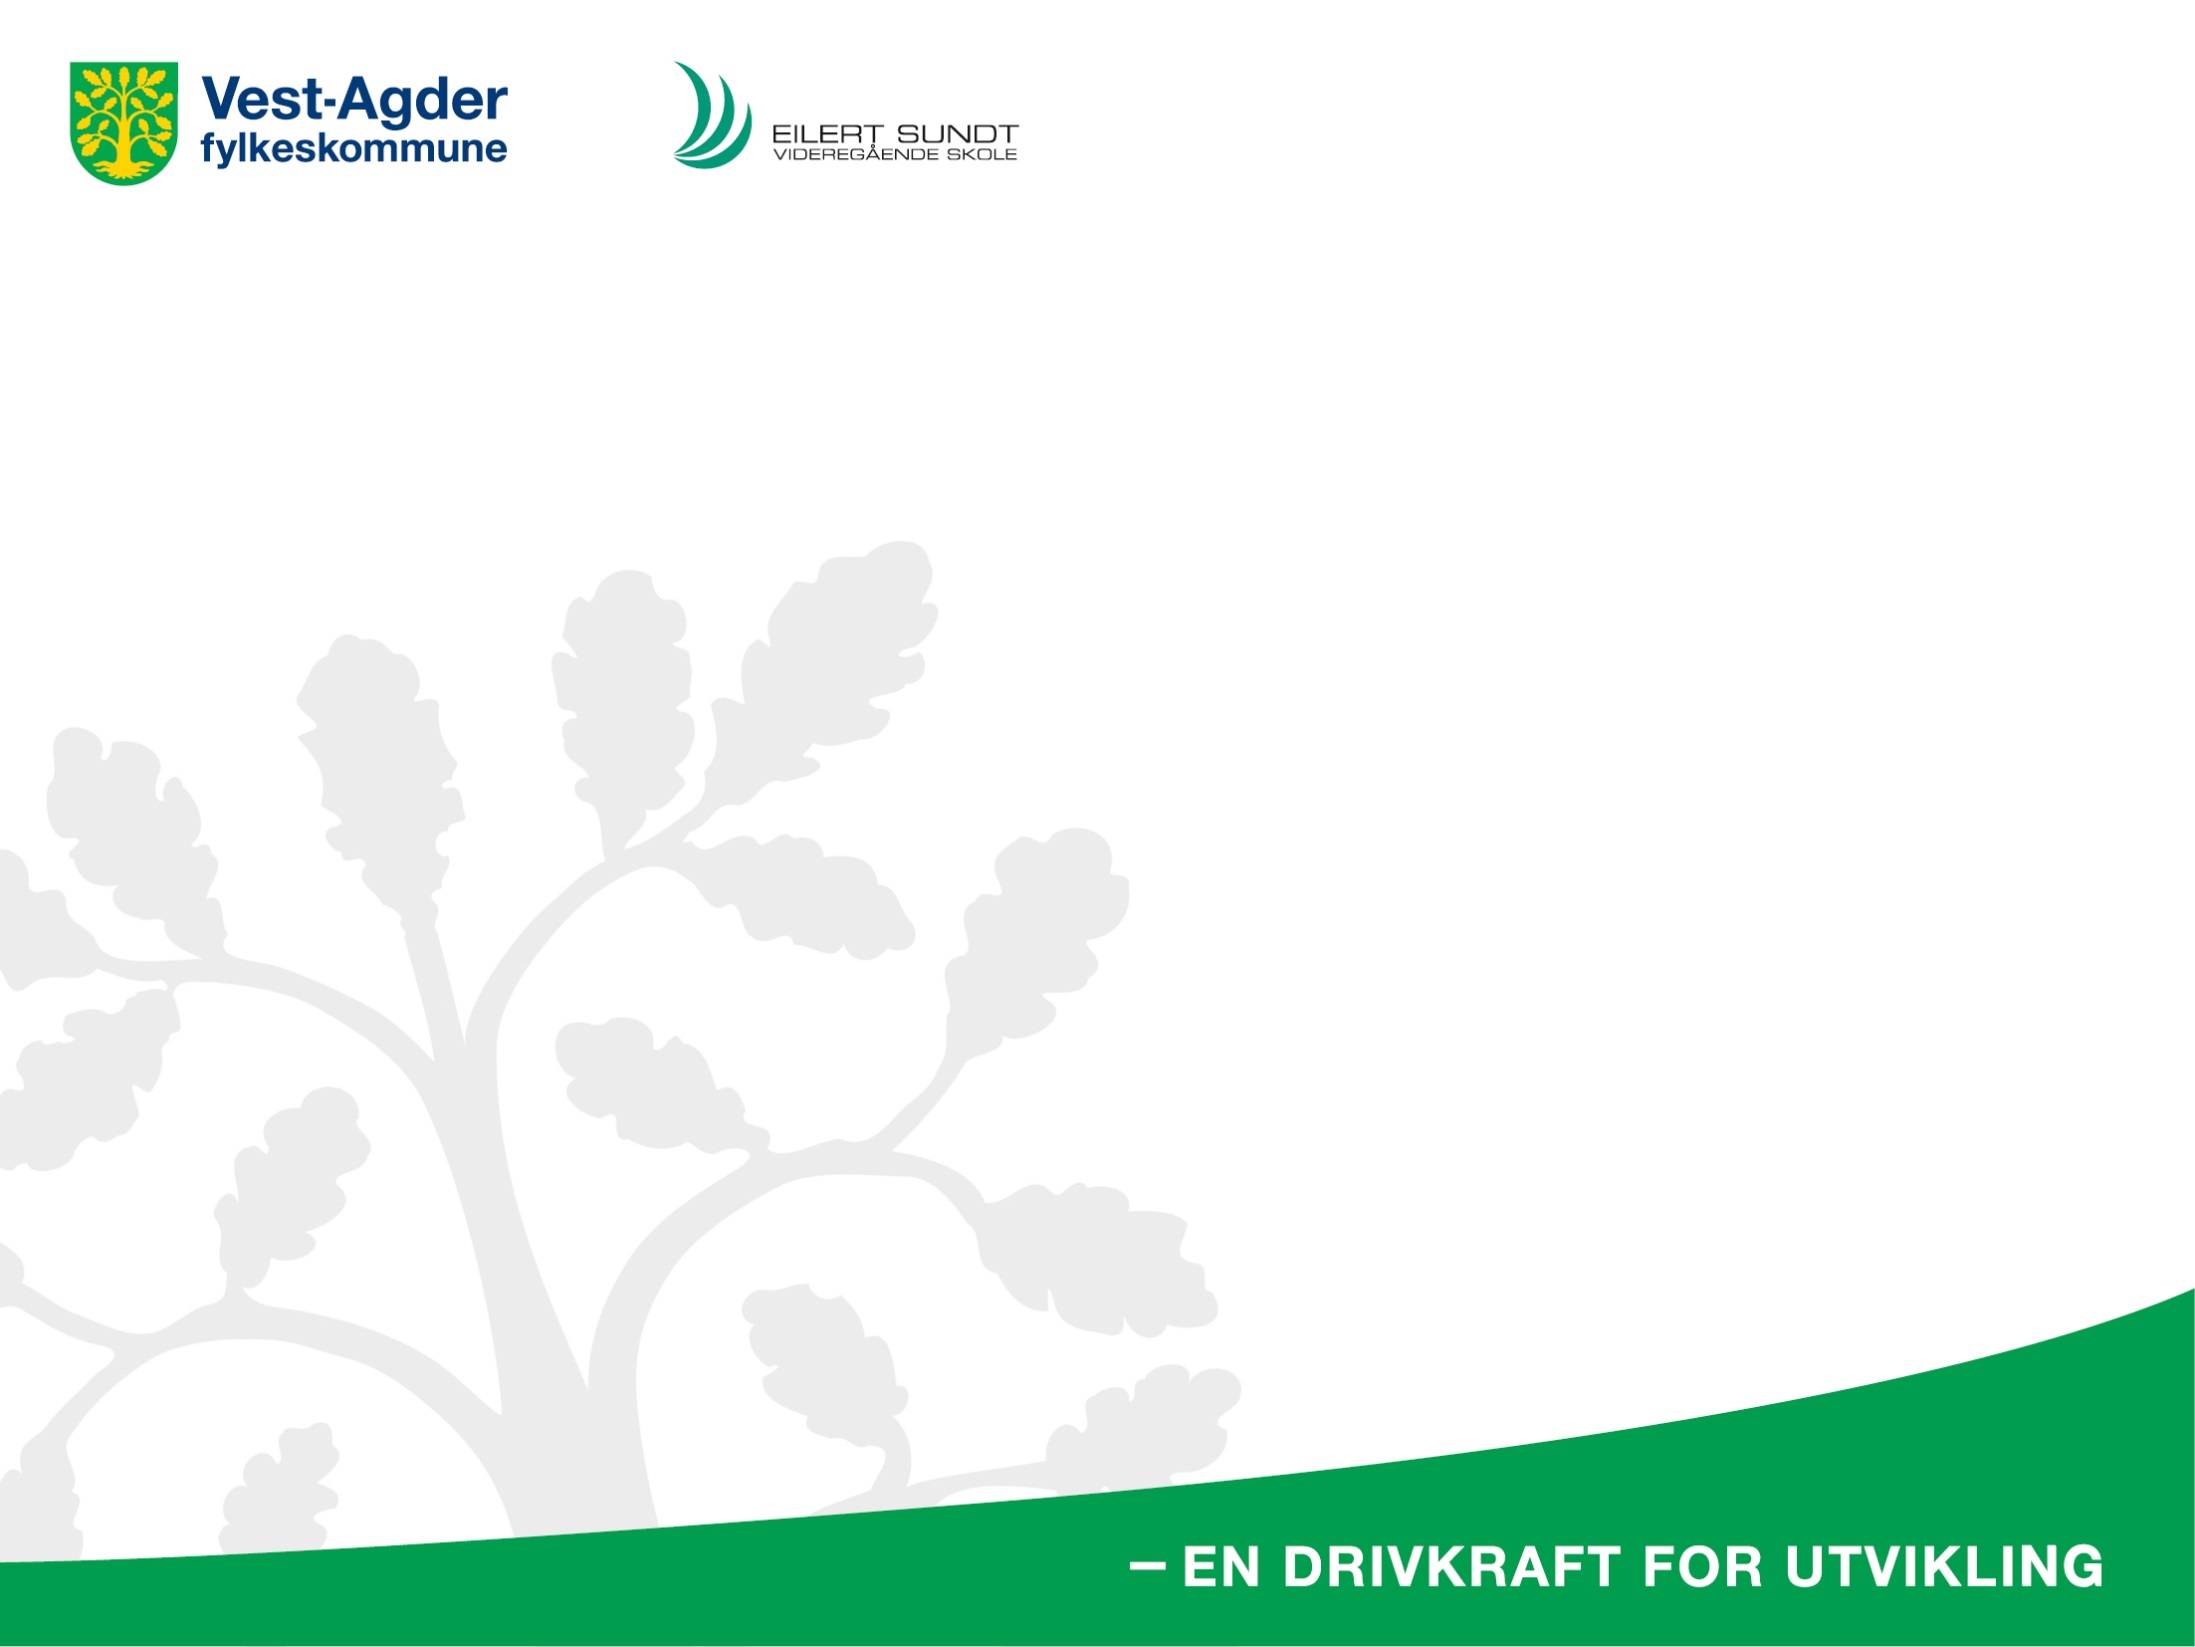 Vest-Agder
fylkeskommune
EILERT SUNDT
VIDEREGÅENDE SKOLE
– EN DRIVKRAFT FOR UTVIKLING